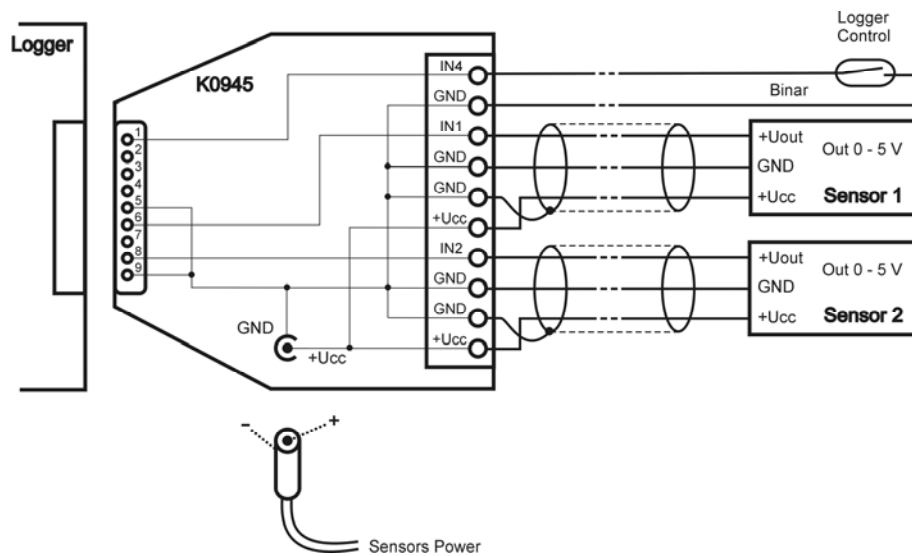 Logger
Control
Logger
K0945
IN4
GND
Binar
IN1
GND
GND
+Ucc
IN2
GND
GND
+Ucc
1
2
3
4
5
6
7
8
9
GND
+Ucc
+Uout
Out 0 - 5 V
GND
+Ucc
Sensor 1
+Uout
Out 0 - 5 V
GND
+Ucc
Sensor 2
- +
Sensors Power